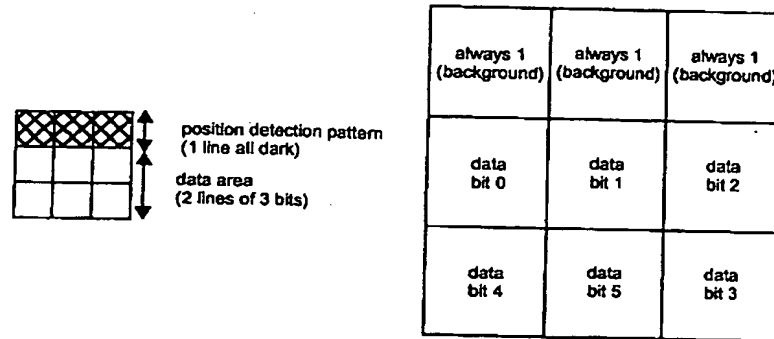 position detection pattern
(1 line all dark)
data area
(2 lines of 3 bits)
always 1
(background)
always 1
(background)
always 1
(background)
data
bit 0
data
bit 1
data
bit 2
data
bit 4
data
bit 5
data
bit 3